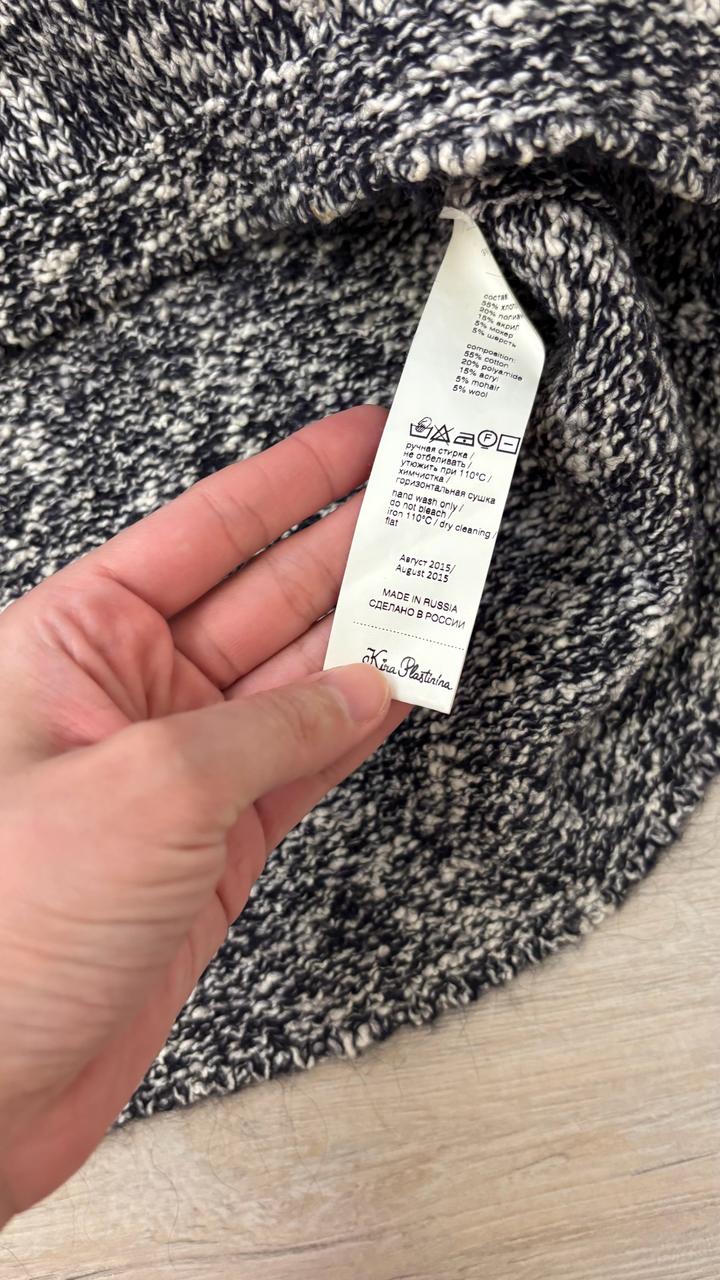 состав
55% хлоп
20% полиам
15% акрил
5% мохер
5% шерсть
composition:
55% cotton
20% polyamide
15% acryl
5% mohair
5% wool
F
ручная стирка /
не отбеливать /
утюжить при 110°C /
химчистка /
горизонтальная сушка
hand wash only /
do not bleach /
iron 110°C / dry cleaning /
flat
Август 2015/
August 2015
MADE IN RUSSIA
СДЕЛАНО В РОССИИ
Kira Plastinina